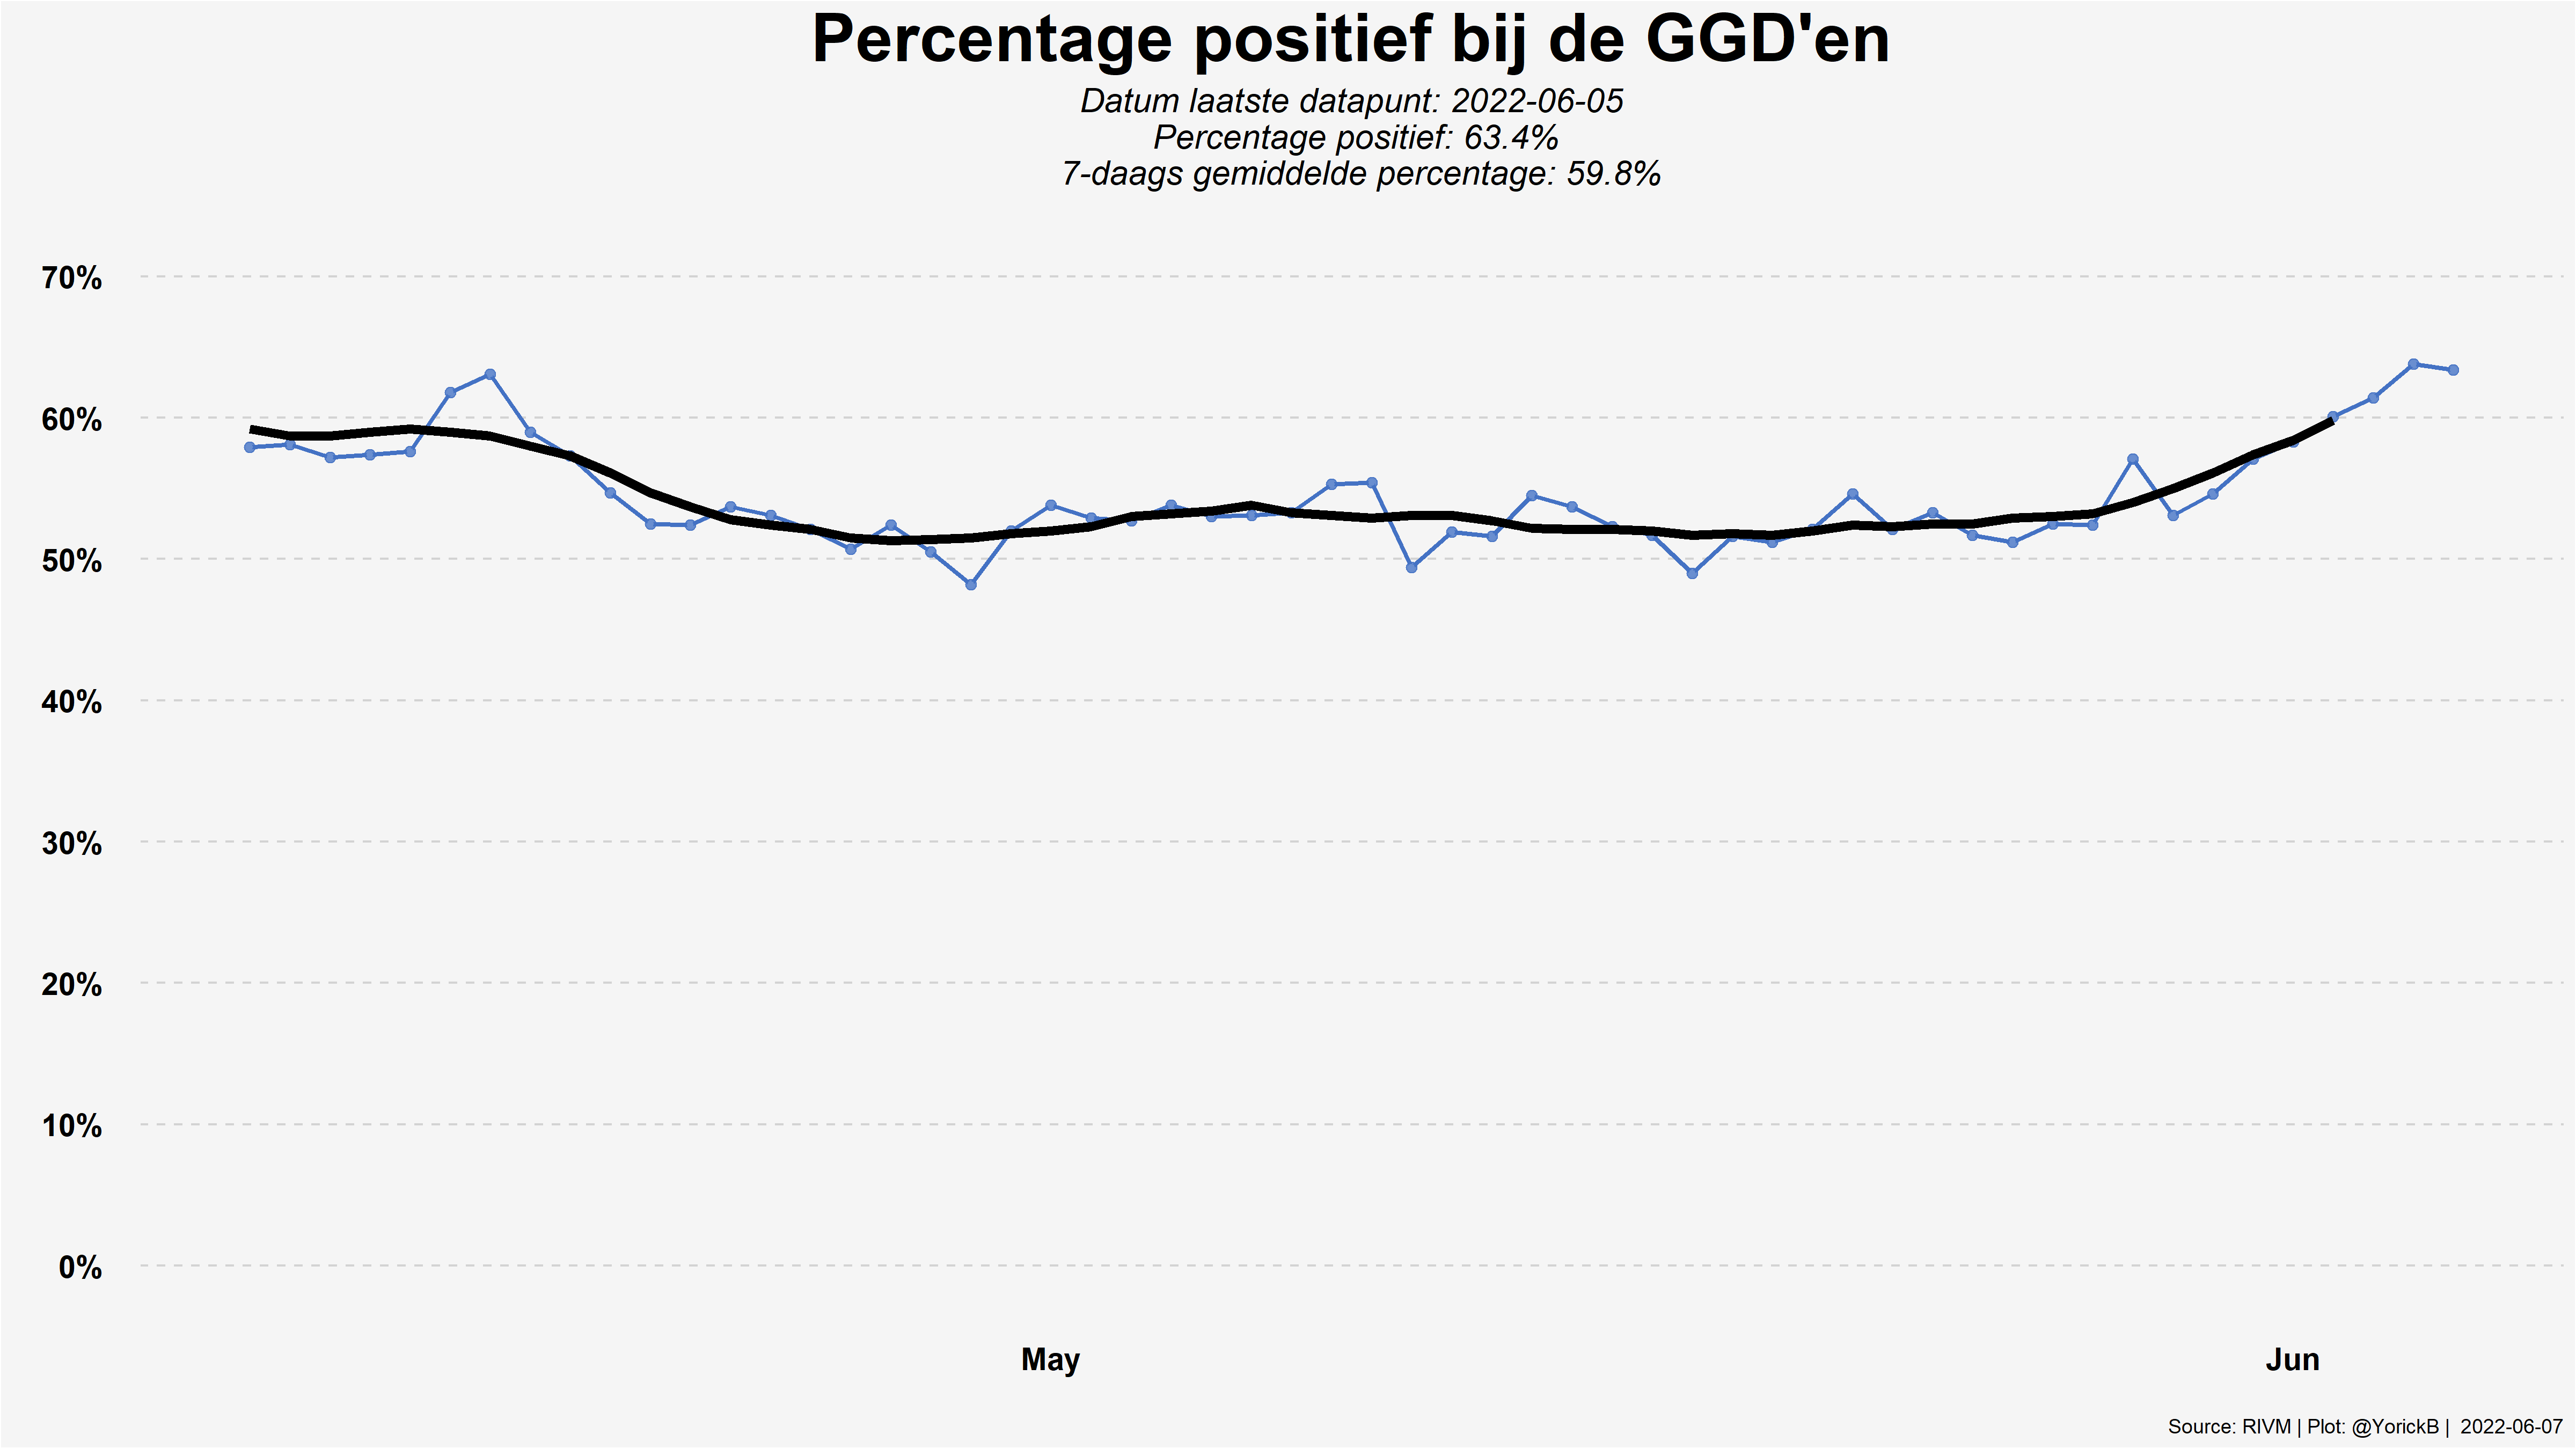 Percentage positief bij de GGD'en
Datum laatste datapunt: 2022-06-05
Percentage positief: 63.4%
7-daags gemiddelde percentage: 59.8%
70%
60%
50%
40%
30%
20%
10%
0%
May
Jun
Source: RIVM | Plot: @YorickB | 2022-06-07